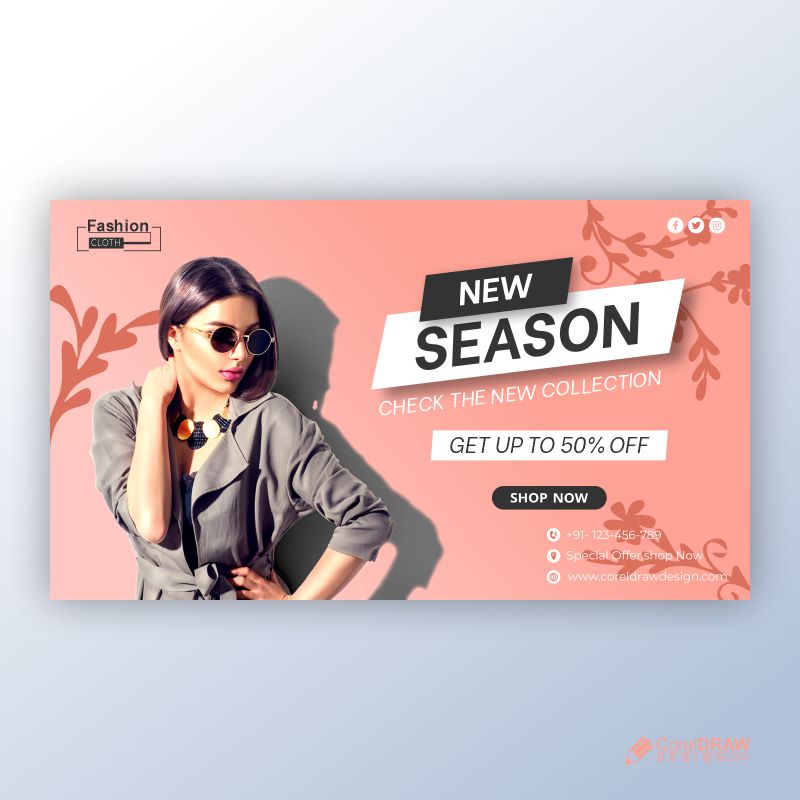 Fashion
CLOTH
NEW
SEASON
CHECK THE NEW COLLECTION
GET UP TO 50% OFF
SHOP NOW
+91- 123-456-789
Special Offer,shop Now
www.coreldrawdesign.com
CorelDRAW
DESIGN.com